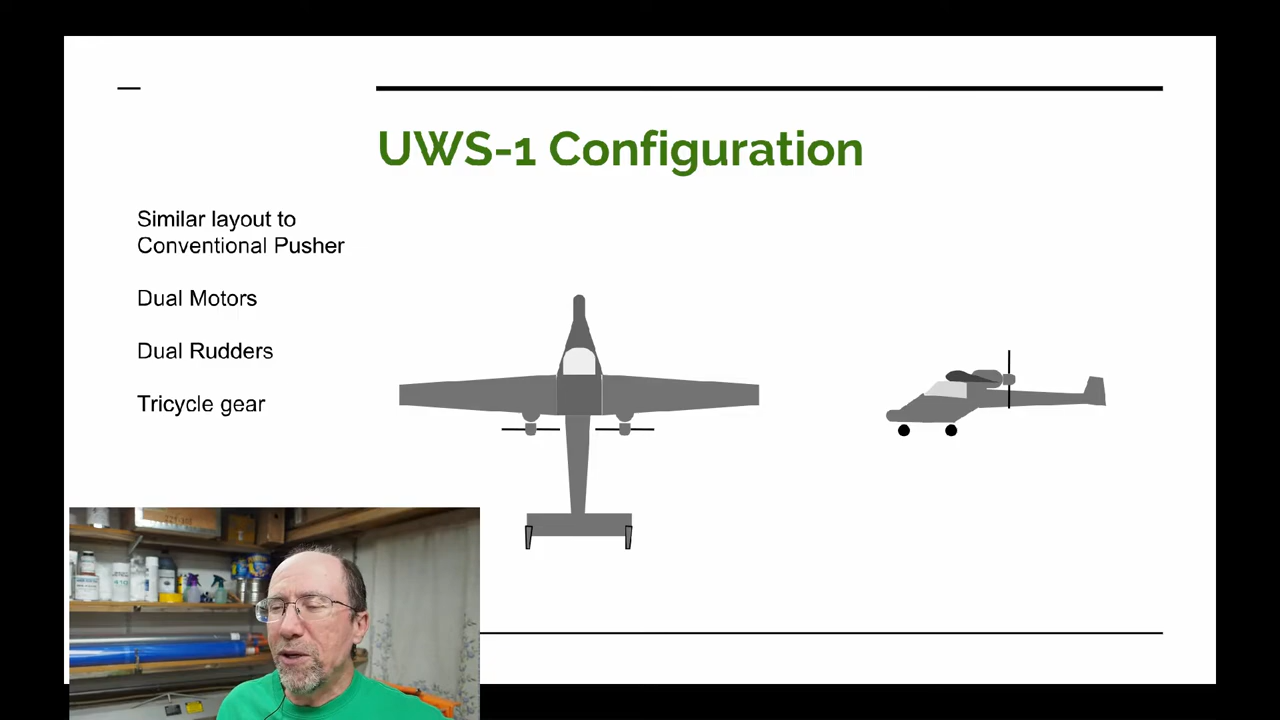 UWS-1 Configuration
Similar layout to
Conventional Pusher
Dual Motors
Dual Rudders
Tricycle gear